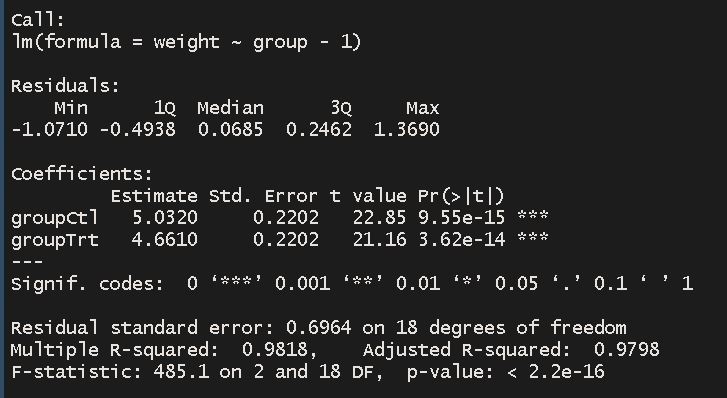 Call:
lm(formula = weight ~ group - 1)
Residuals:
Min 1Q Median 3Q Max
-1.0710 -0.4938 0.0685 0.2462 1.3690
Coefficients:
Estimate Std. Error t value Pr(>|t|)
groupCtl 5.0320 0.2202 22.85 9.55e-15 ***
groupTrt 4.6610 0.2202 21.16 3.62e-14 ***
---
Signif. codes: 0 ‘***’ 0.001 ‘**’ 0.01 ‘*’ 0.05 ‘.’ 0.1 ‘ ’ 1
Residual standard error: 0.6964 on 18 degrees of freedom
Multiple R-squared: 0.9818, Adjusted R-squared: 0.9798
F-statistic: 485.1 on 2 and 18 DF, p-value: < 2.2e-16